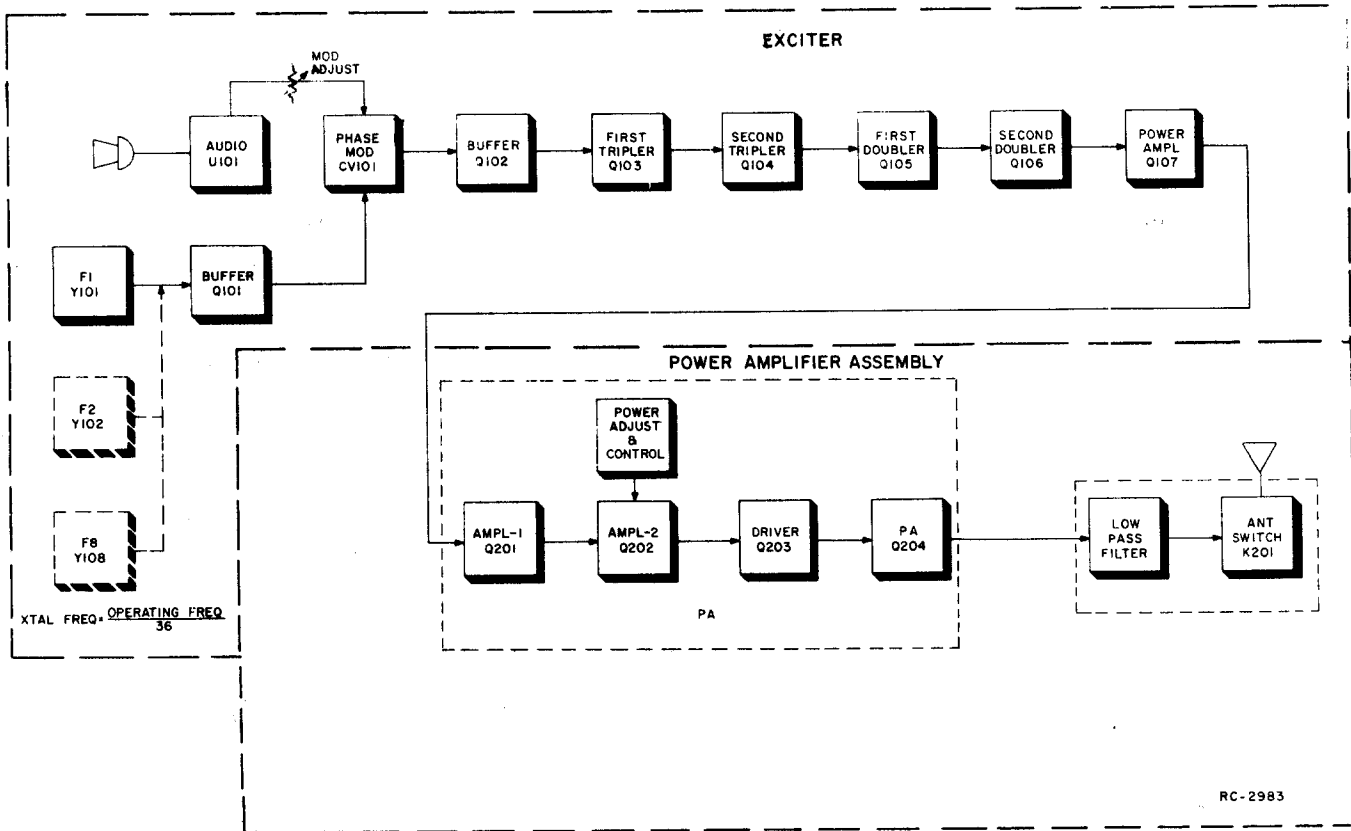 EXCITER
MOD
ADJUST
AUDIO
U101
PHASE
MOD
CV101
BUFFER
Q102
FIRST
TRIPLER
Q103
SECOND
TRIPLER
Q104
FIRST
DOUBLER
Q105
SECOND
DOUBLER
Q106
POWER
AMPL
Q107
F1
Y101
BUFFER
Q101
F2
Y102
F8
Y108
XTAL FREQ= OPERATING FREQ
36
POWER AMPLIFIER ASSEMBLY
POWER
ADJUST
&
CONTROL
AMPL-1
Q201
AMPL-2
Q202
DRIVER
Q203
PA
Q204
PA
LOW
PASS
FILTER
ANT
SWITCH
K201
RC-2983